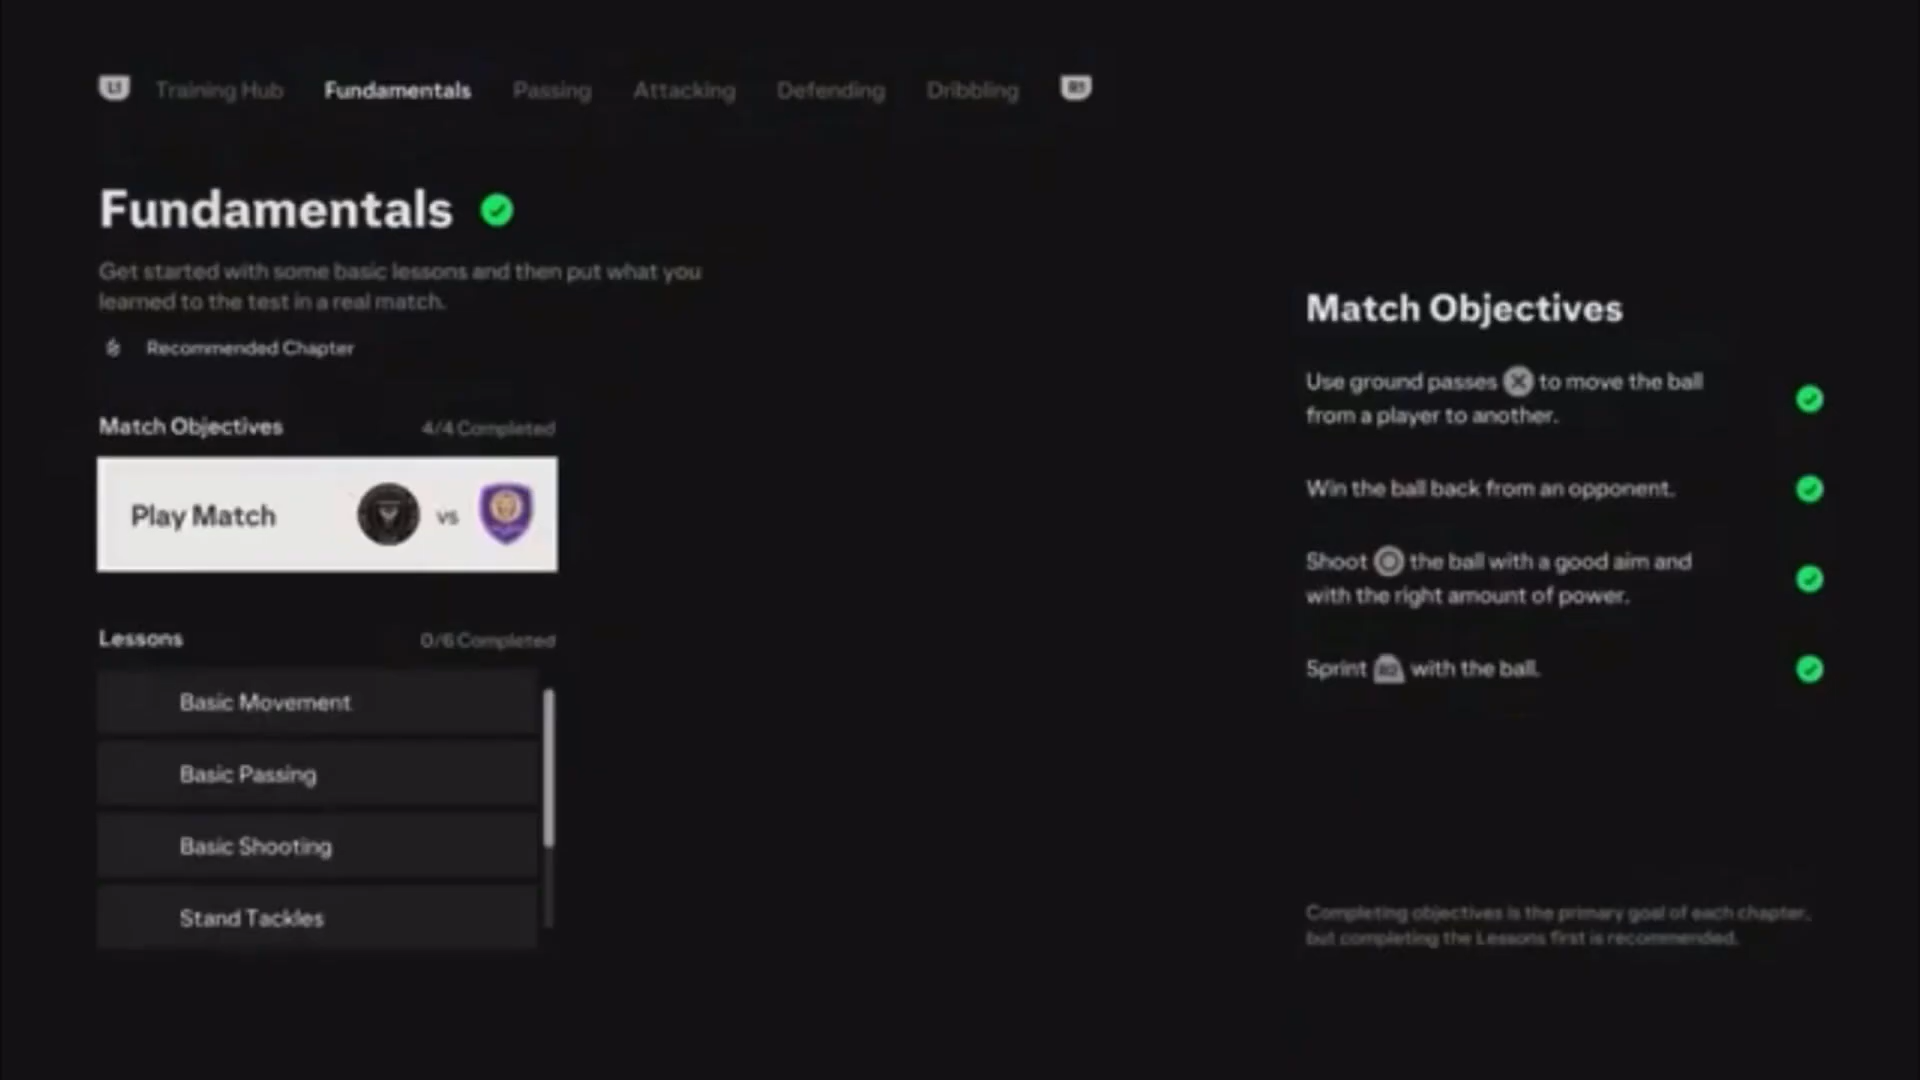 L1 Training Hub Fundamentals Passing Attacking Defending Dribbling R1
Fundamentals
Get started with some basic lessons and then put what you
learned to the test in a real match.
Recommended Chapter
Match Objectives 4/4 Completed
Play Match vs
Lessons 0/6 Completed
Basic Movement
Basic Passing
Basic Shooting
Stand Tackles
Match Objectives
Use ground passes to move the ball
from a player to another.
Win the ball back from an opponent.
Shoot the ball with a good aim and
with the right amount of power.
Sprint R2 with the ball.
Completing objectives is the primary goal of each chapter,
but completing the Lessons first is recommended.